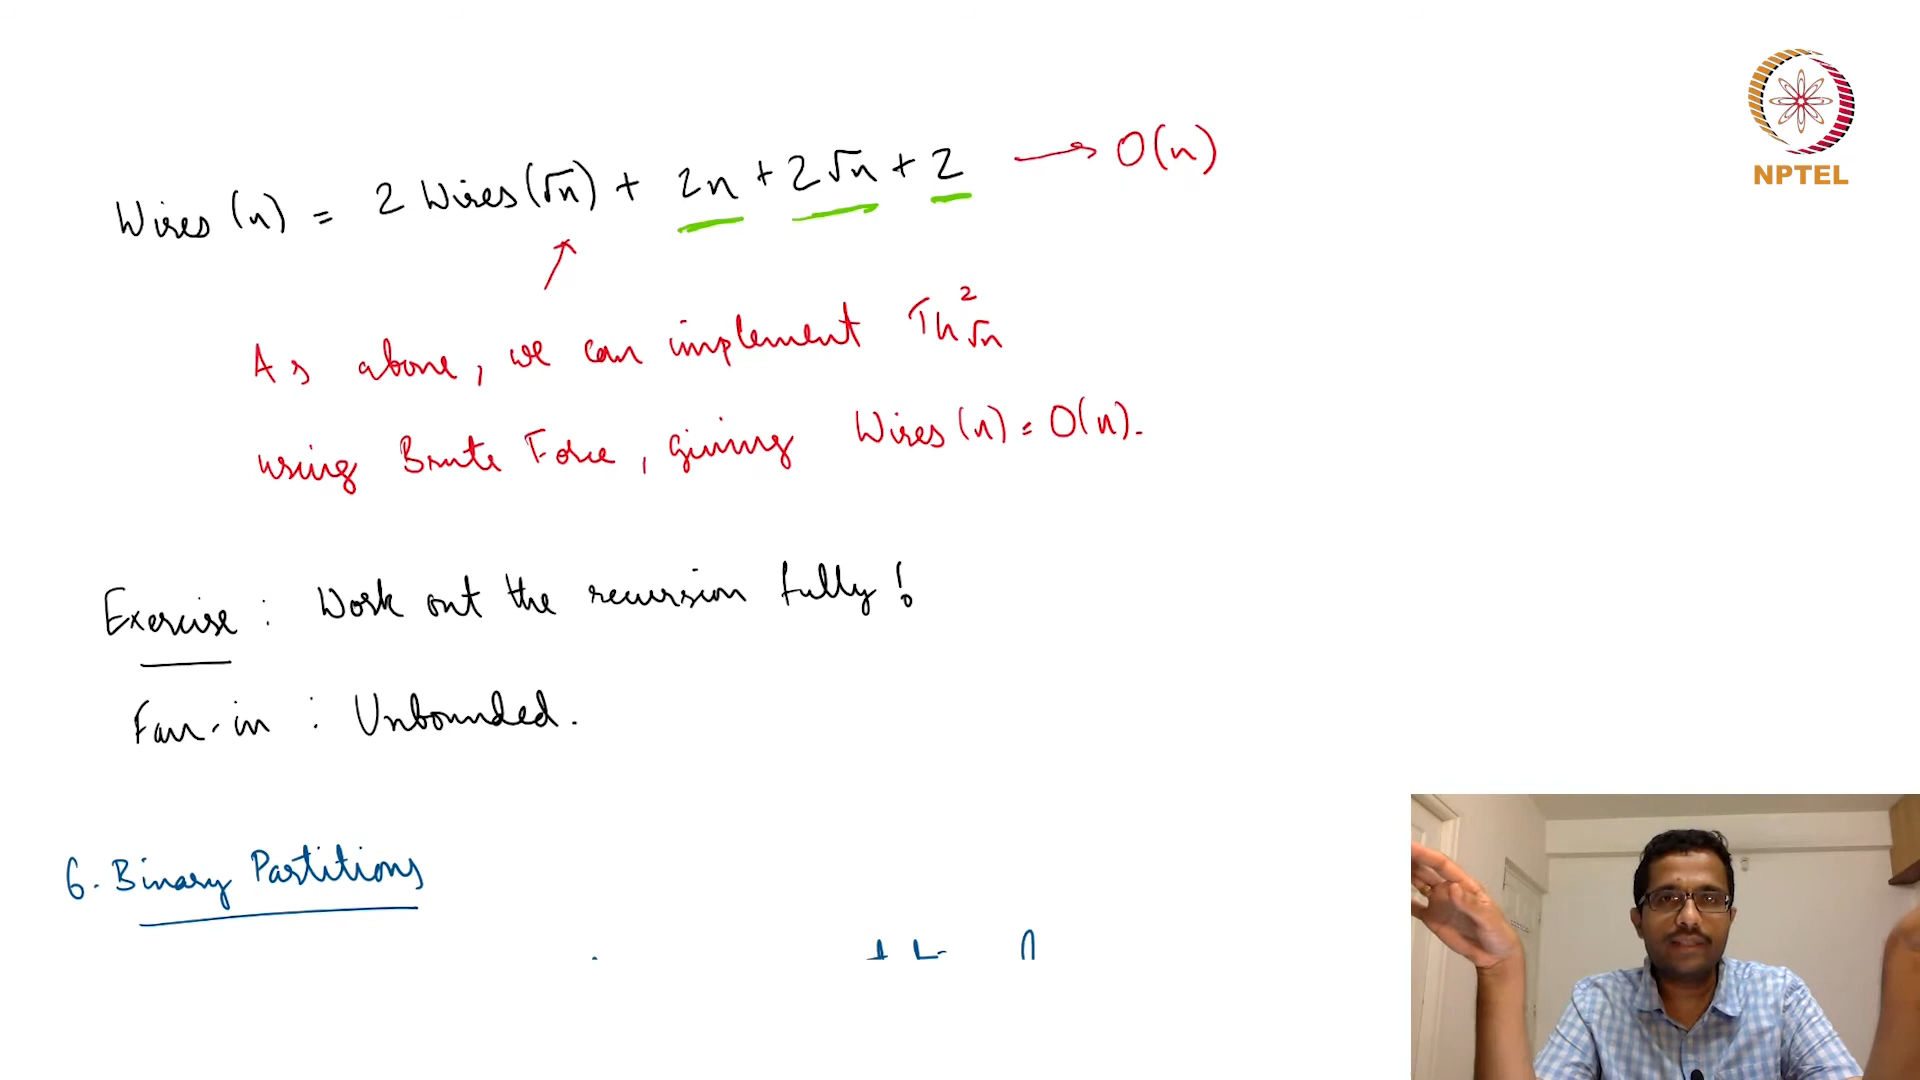 NPTEL
Wires (n) = 2 Wires (√n) + 2n + 2√n + 2 → O(n)
As above, we can implement Th²√n
using Brute Force, giving Wires (n) = O(n).
Exercise : Work out the recursion fully!
Fan-in : Unbounded.
6. Binary Partitions